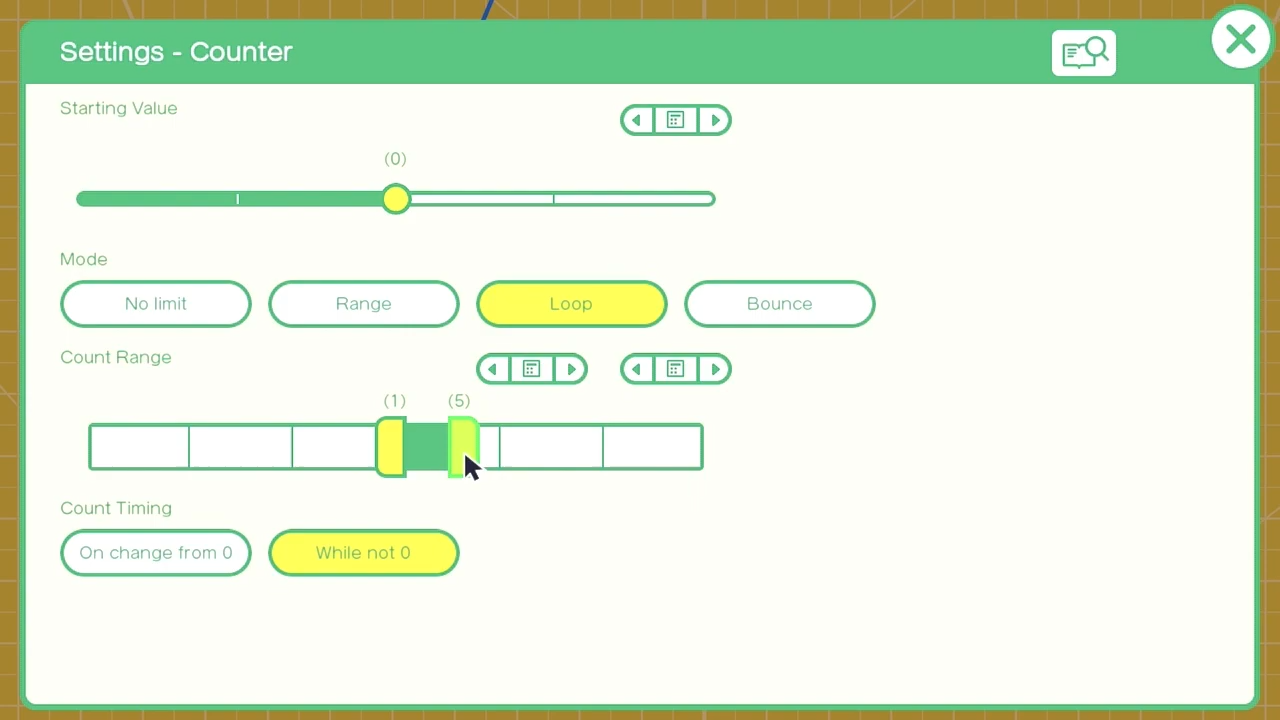 Settings - Counter
Starting Value
(0)
Mode
No limit Range Loop Bounce
Count Range
(1) (5)
Count Timing
On change from 0 While not 0